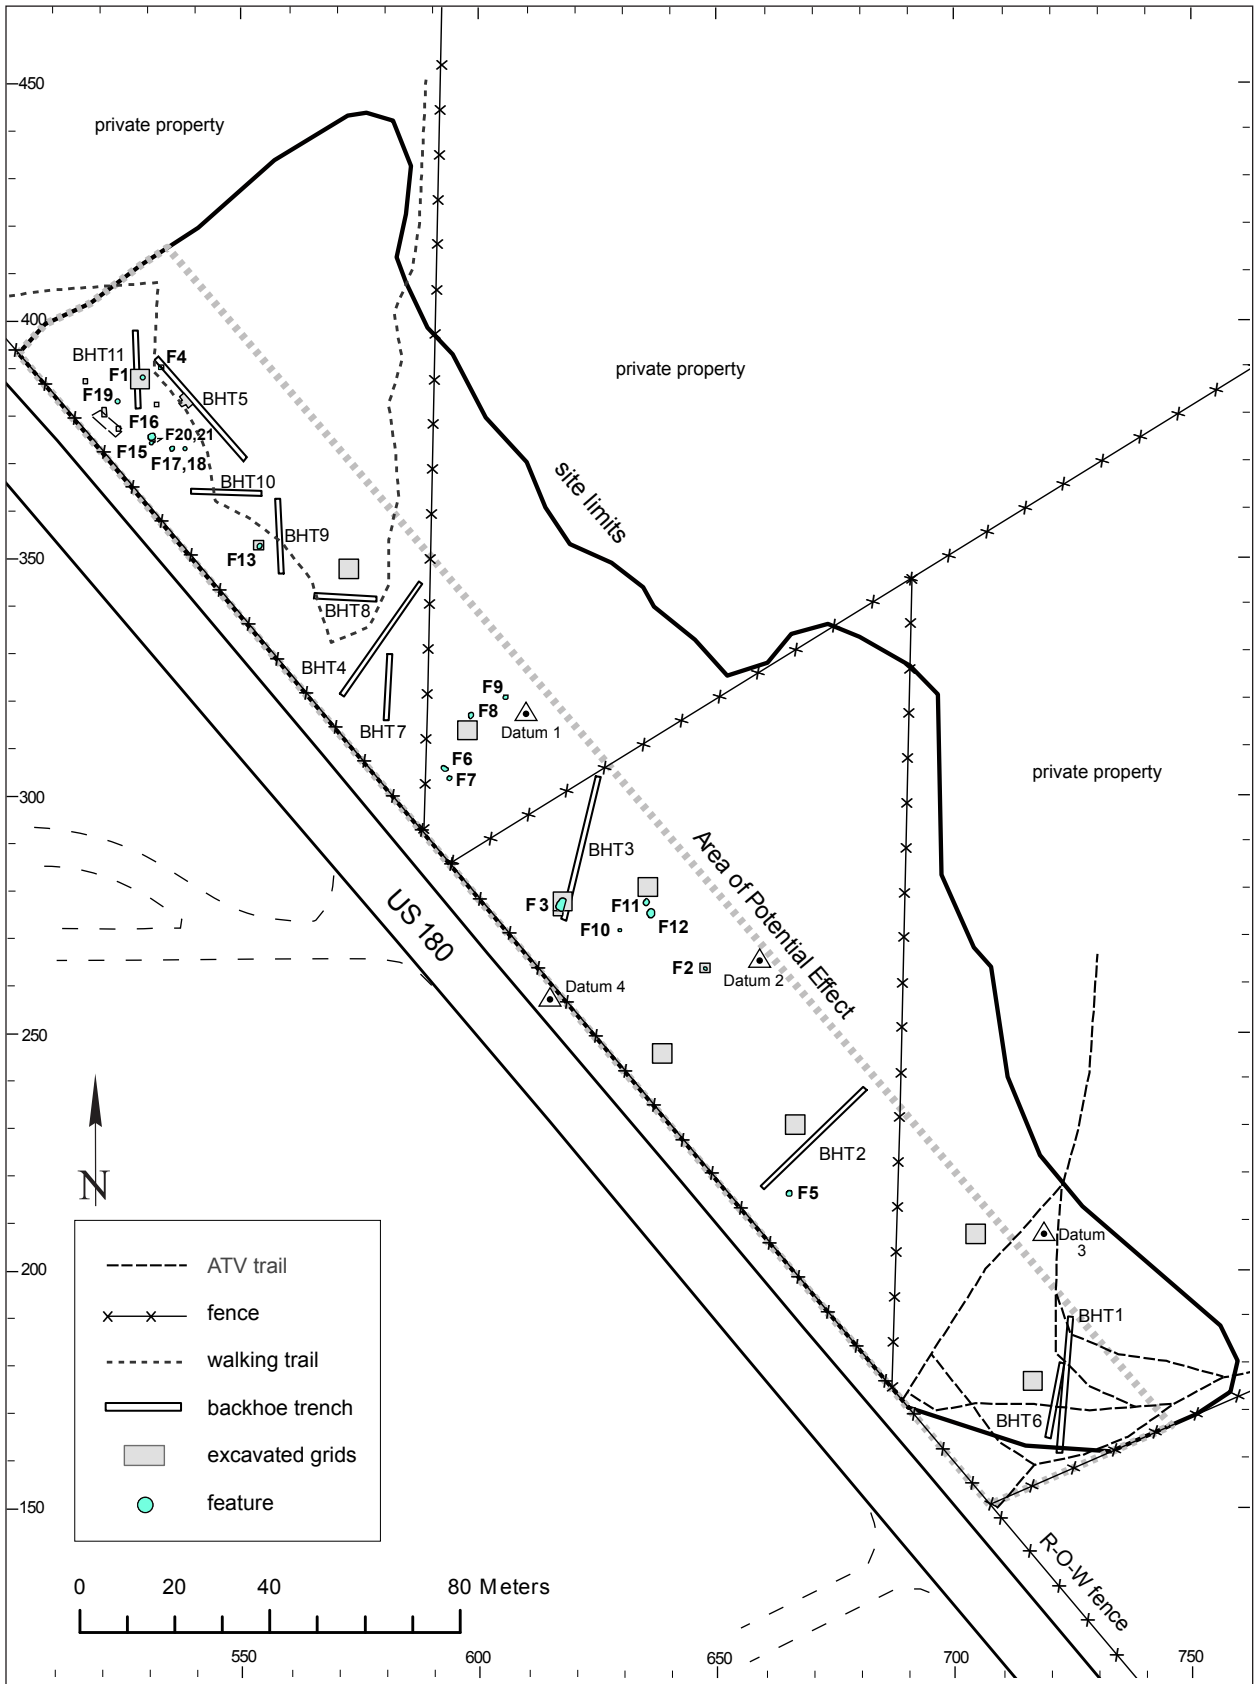 450
private property
400
BHT11
F4
F1
F19
BHT5
F16
F20,21
F15
F17,18
BHT10
BHT9
F13
350
BHT8
BHT4
BHT7
private property
site limits
F9
F8
Datum 1
F6
F7
private property
300
BHT3
Area of Potential Effect
F3
F11
F10
F12
F2
Datum 2
US 180
Datum 4
250
BHT2
F5
N
Datum
3
200
BHT1
BHT6
150
R-O-W fence
ATV trail
fence
walking trail
backhoe trench
excavated grids
feature
0 20 40 80 Meters
550 600 650 700 750